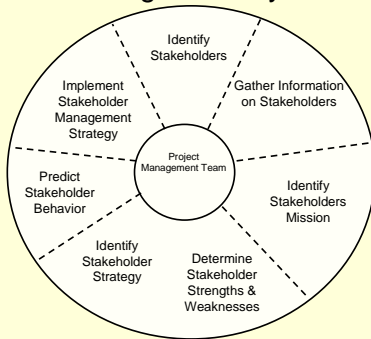 Identify
Stakeholders
Gather Information
on Stakeholders
Identify
Stakeholders
Mission
Determine
Stakeholder
Strengths &
Weaknesses
Identify
Stakeholder
Strategy
Predict
Stakeholder
Behavior
Implement
Stakeholder
Management
Strategy
Project
Management Team